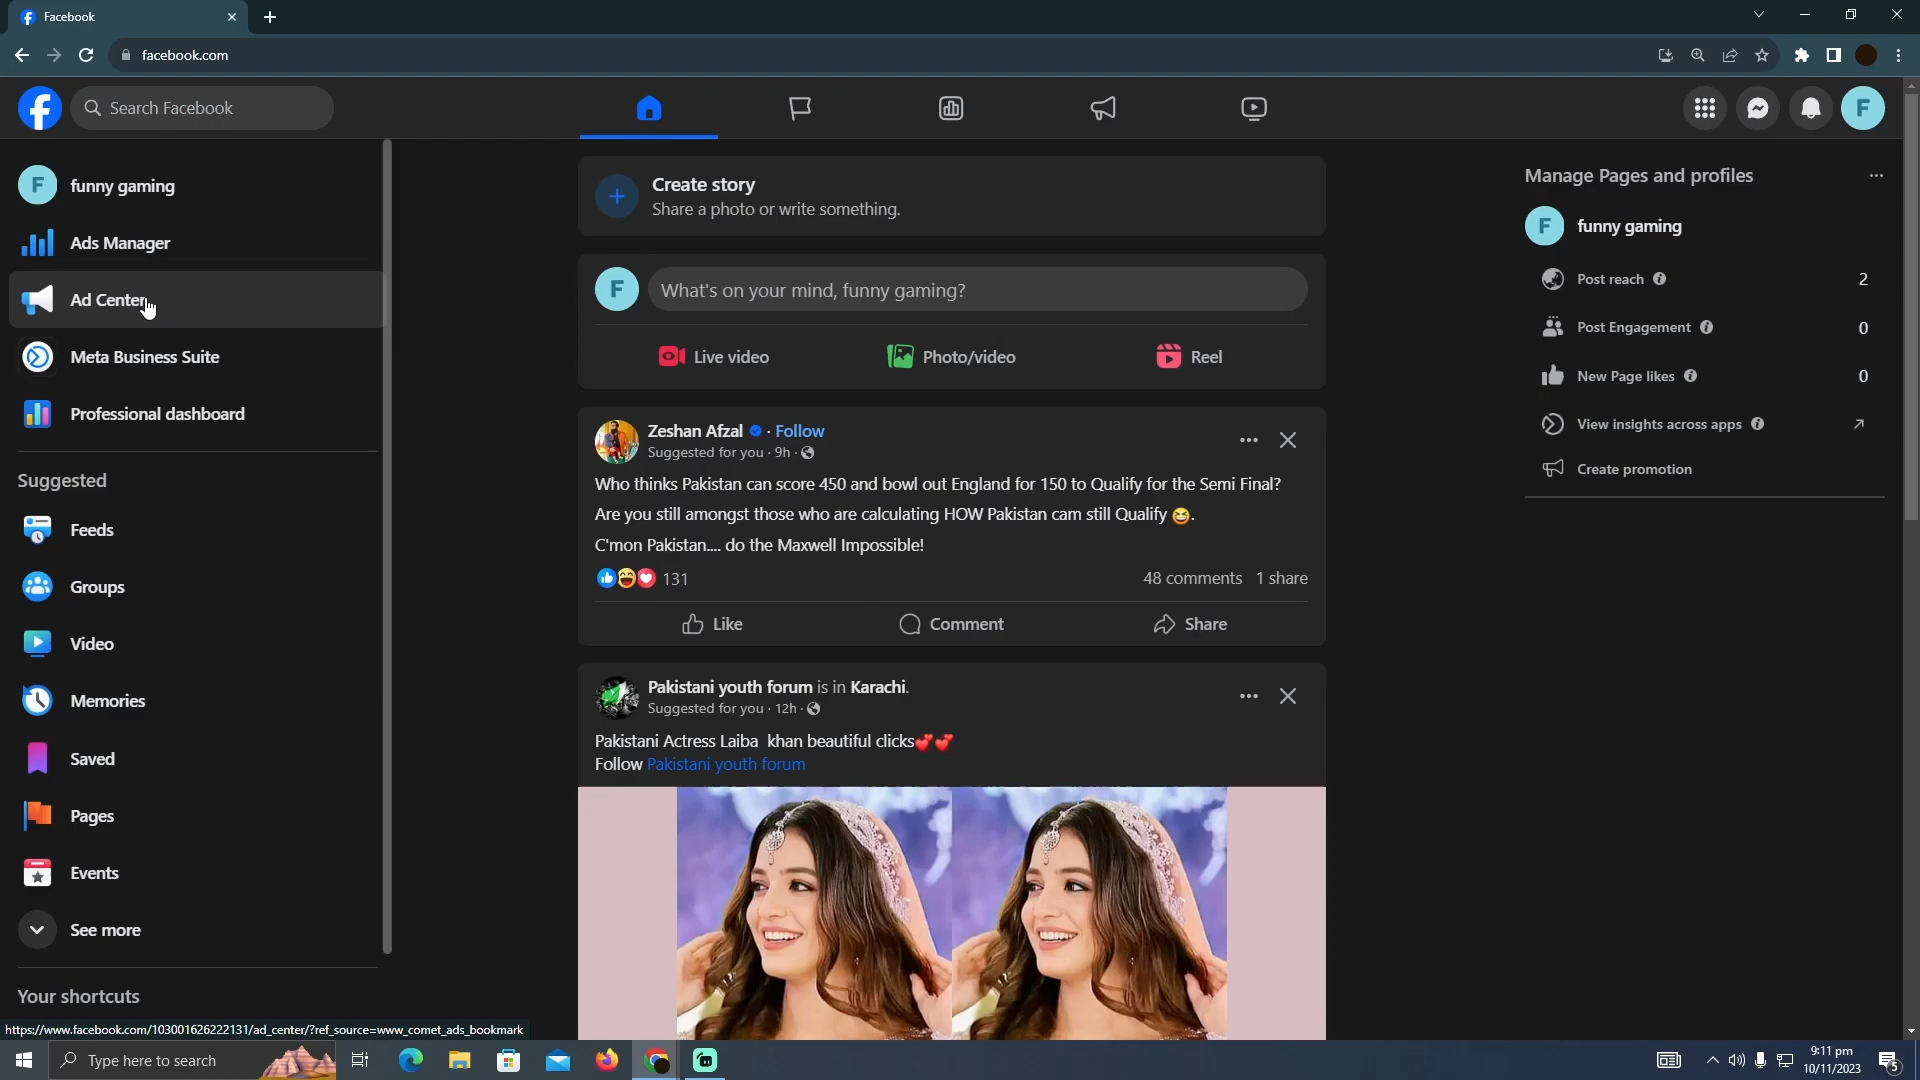 Facebook
facebook.com
Search Facebook
F
F funny gaming
Ads Manager
Ad Center
Meta Business Suite
Professional dashboard
Suggested
Feeds
Groups
Video
Memories
Saved
Pages
Events
See more
Your shortcuts
https://www.facebook.com/103001626222131/ad_center/?ref_source=www_comet_ads_bookmark
Create story
Share a photo or write something.
F What's on your mind, funny gaming?
Live video Photo/video Reel
Zeshan Afzal · Follow
Suggested for you · 9h ·
Who thinks Pakistan can score 450 and bowl out England for 150 to Qualify for the Semi Final?
Are you still amongst those who are calculating HOW Pakistan cam still Qualify 😆.
C'mon Pakistan.... do the Maxwell Impossible!
131 48 comments 1 share
Like Comment Share
Pakistani youth forum is in Karachi.
Suggested for you · 12h ·
Pakistani Actress Laiba khan beautiful clicks💕💕
Follow Pakistani youth forum
Manage Pages and profiles
F funny gaming
Post reach 2
Post Engagement 0
New Page likes 0
View insights across apps
Create promotion
Type here to search
9:11 pm
10/11/2023
5